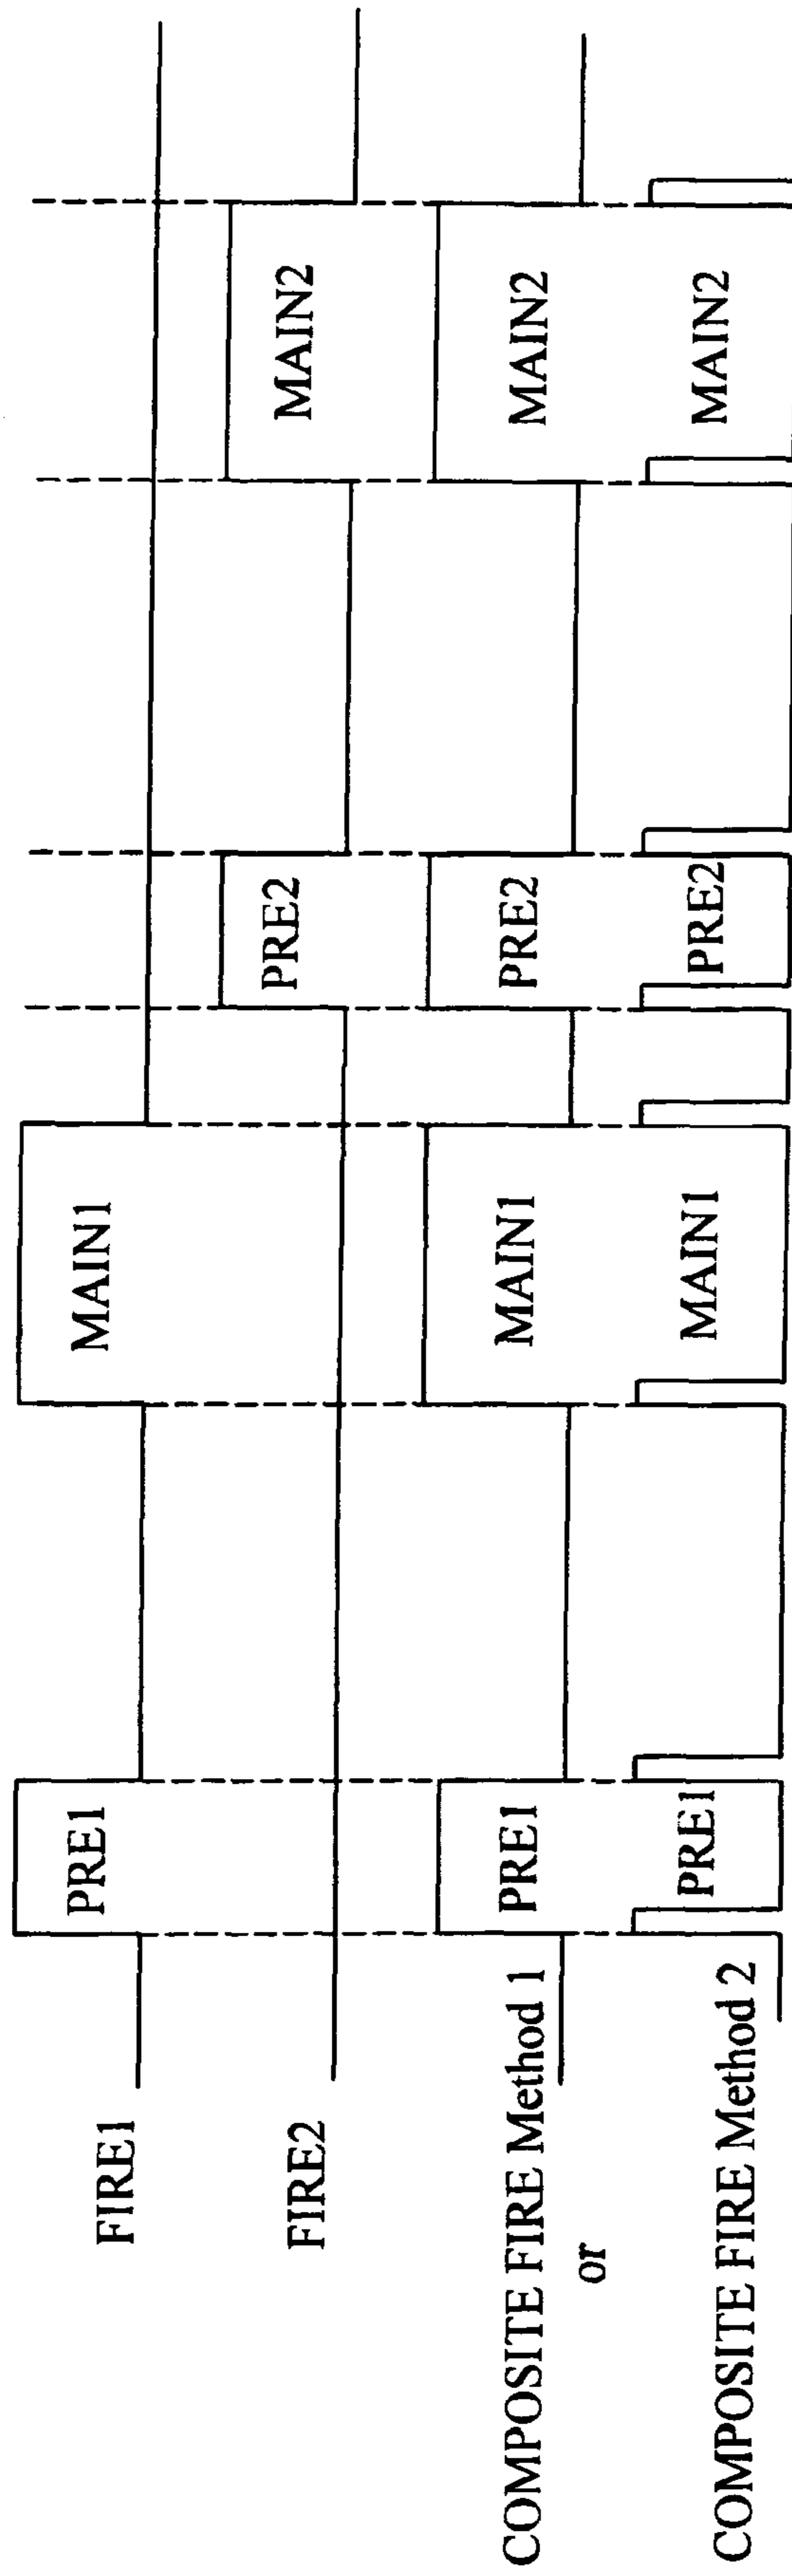 FIRE1
PRE1
MAIN1
FIRE2
PRE2
MAIN2
COMPOSITE FIRE Method 1
PRE1
MAIN1
PRE2
MAIN2
or
COMPOSITE FIRE Method 2
PRE1
MAIN1
PRE2
MAIN2